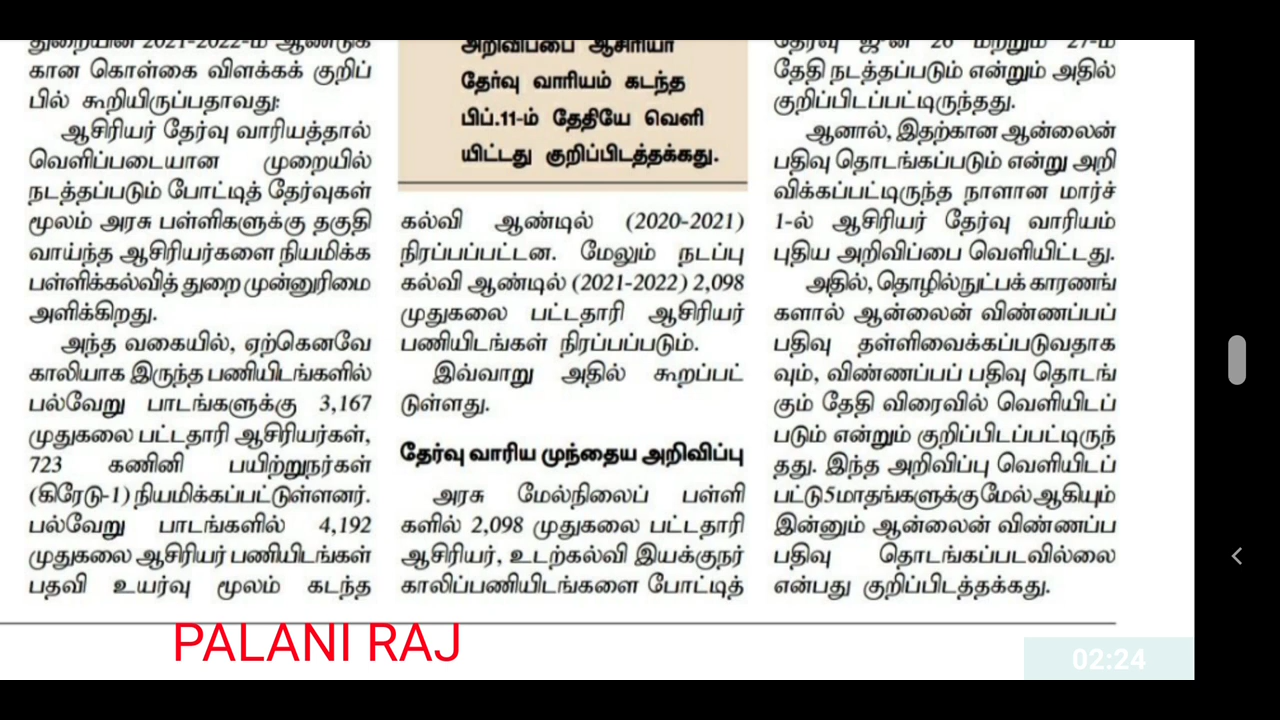 துறையின் 2021-2022-ம் ஆண்டுக்
கான கொள்கை விளக்கக் குறிப்
பில் கூறியிருப்பதாவது:
ஆசிரியர் தேர்வு வாரியத்தால்
வெளிப்படையான முறையில்
நடத்தப்படும் போட்டித் தேர்வுகள்
மூலம் அரசு பள்ளிகளுக்கு தகுதி
வாய்ந்த ஆசிரியர்களை நியமிக்க
பள்ளிக்கல்வித் துறை முன்னுரிமை
அளிக்கிறது.
அந்த வகையில், ஏற்கெனவே
காலியாக இருந்த பணியிடங்களில்
பல்வேறு பாடங்களுக்கு 3,167
முதுகலை பட்டதாரி ஆசிரியர்கள்,
723 கணினி பயிற்றுநர்கள்
(கிரேடு-1) நியமிக்கப்பட்டுள்ளனர்.
பல்வேறு பாடங்களில் 4,192
முதுகலை ஆசிரியர் பணியிடங்கள்
பதவி உயர்வு மூலம் கடந்த
அறிவிப்பை ஆசிரியர்
தேர்வு வாரியம் கடந்த
பிப்.11-ம் தேதியே வெளி
யிட்டது குறிப்பிடத்தக்கது.
கல்வி ஆண்டில் (2020-2021)
நிரப்பப்பட்டன. மேலும் நடப்பு
கல்வி ஆண்டில் (2021-2022) 2,098
முதுகலை பட்டதாரி ஆசிரியர்
பணியிடங்கள் நிரப்பப்படும்.
இவ்வாறு அதில் கூறப்பட்
டுள்ளது.
தேர்வு வாரிய முந்தைய அறிவிப்பு
அரசு மேல்நிலைப் பள்ளி
களில் 2,098 முதுகலை பட்டதாரி
ஆசிரியர், உடற்கல்வி இயக்குநர்
காலிப்பணியிடங்களை போட்டித்
தேர்வு ஜுன் 26 மற்றும் 27-ம்
தேதி நடத்தப்படும் என்றும் அதில்
குறிப்பிடப்பட்டிருந்தது.
ஆனால், இதற்கான ஆன்லைன்
பதிவு தொடங்கப்படும் என்று அறி
விக்கப்பட்டிருந்த நாளான மார்ச்
1-ல் ஆசிரியர் தேர்வு வாரியம்
புதிய அறிவிப்பை வெளியிட்டது.
அதில், தொழில்நுட்பக் காரணங்
களால் ஆன்லைன் விண்ணப்பப்
பதிவு தள்ளிவைக்கப்படுவதாக
வும், விண்ணப்பப் பதிவு தொடங்
கும் தேதி விரைவில் வெளியிடப்
படும் என்றும் குறிப்பிடப்பட்டிருந்
தது. இந்த அறிவிப்பு வெளியிடப்
பட்டு 5 மாதங்களுக்கு மேல் ஆகியும்
இன்னும் ஆன்லைன் விண்ணப்ப
பதிவு தொடங்கப்படவில்லை
என்பது குறிப்பிடத்தக்கது.
PALANI RAJ
02:24